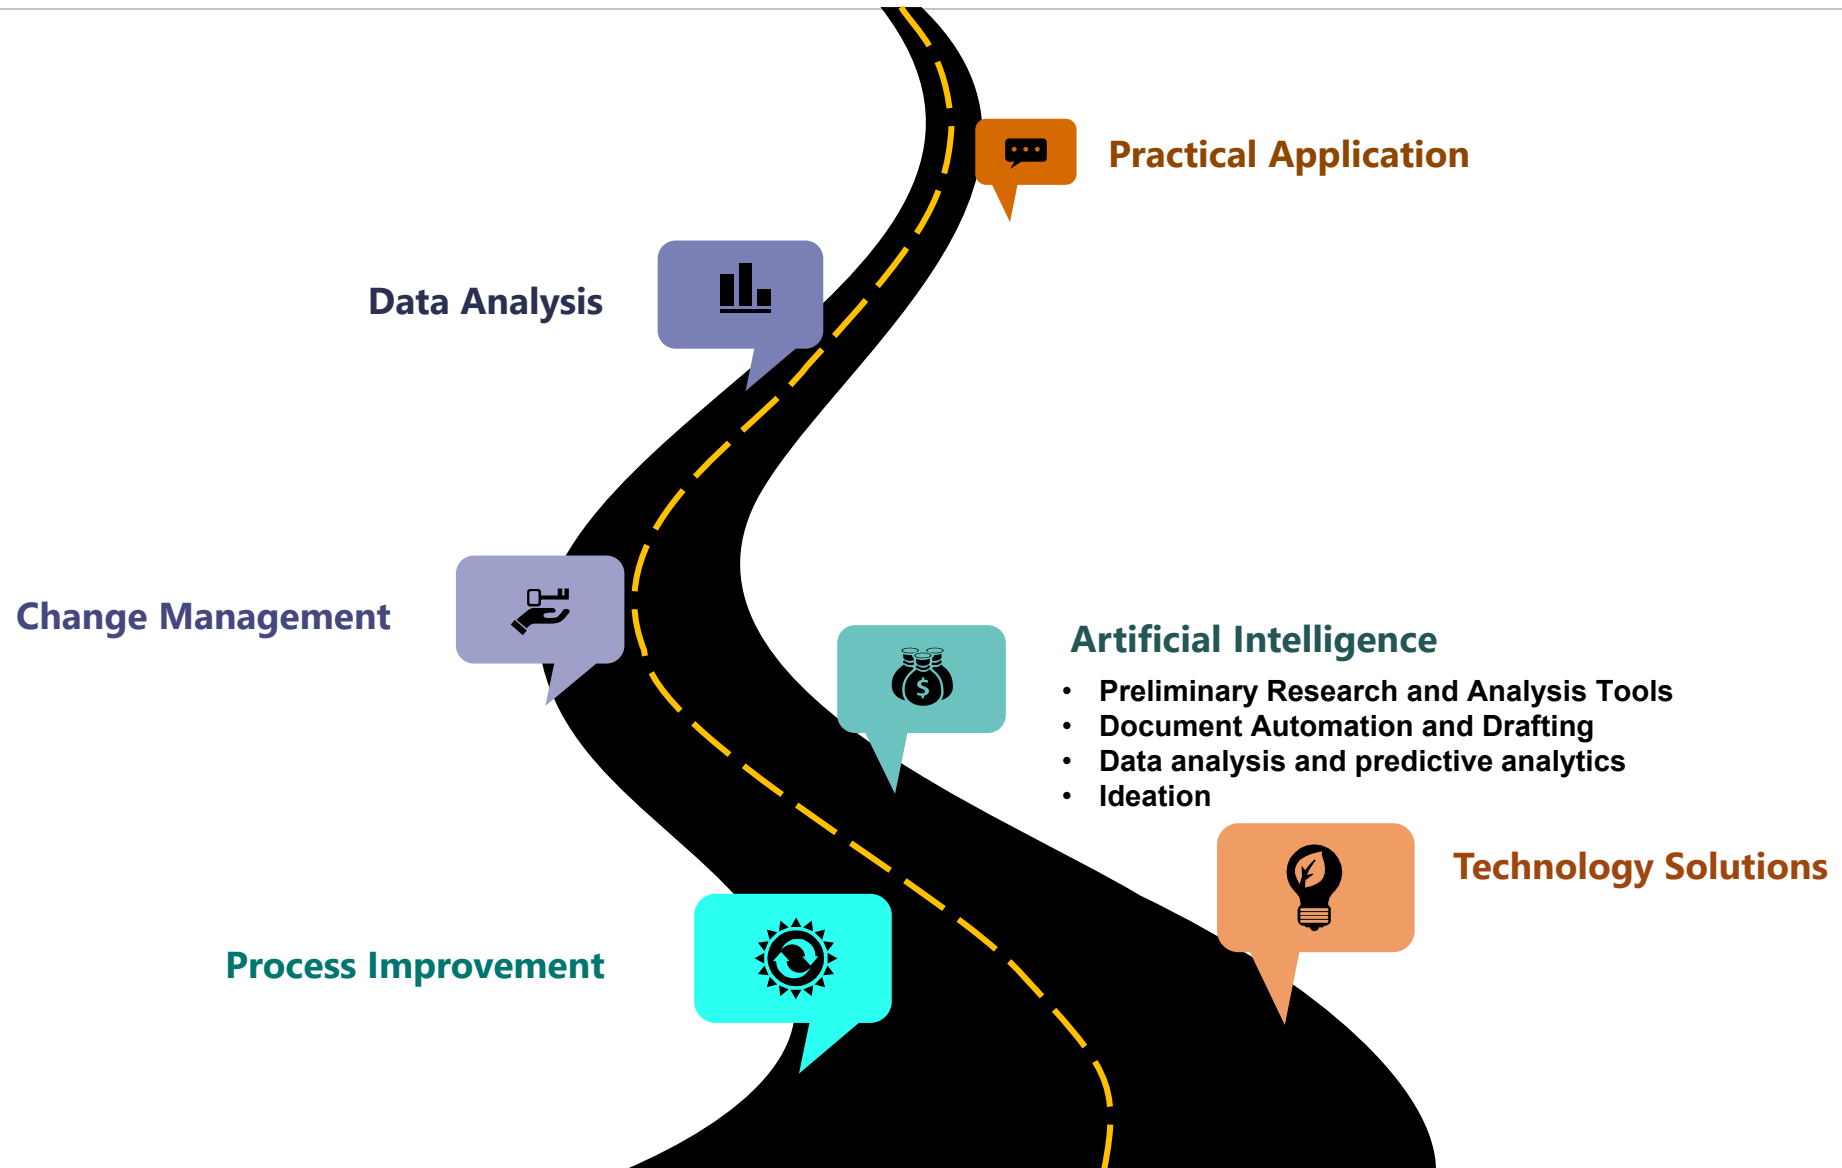 Practical Application
Data Analysis
Change Management
Artificial Intelligence
• Preliminary Research and Analysis Tools
• Document Automation and Drafting
• Data analysis and predictive analytics
• Ideation
$
Technology Solutions
Process Improvement